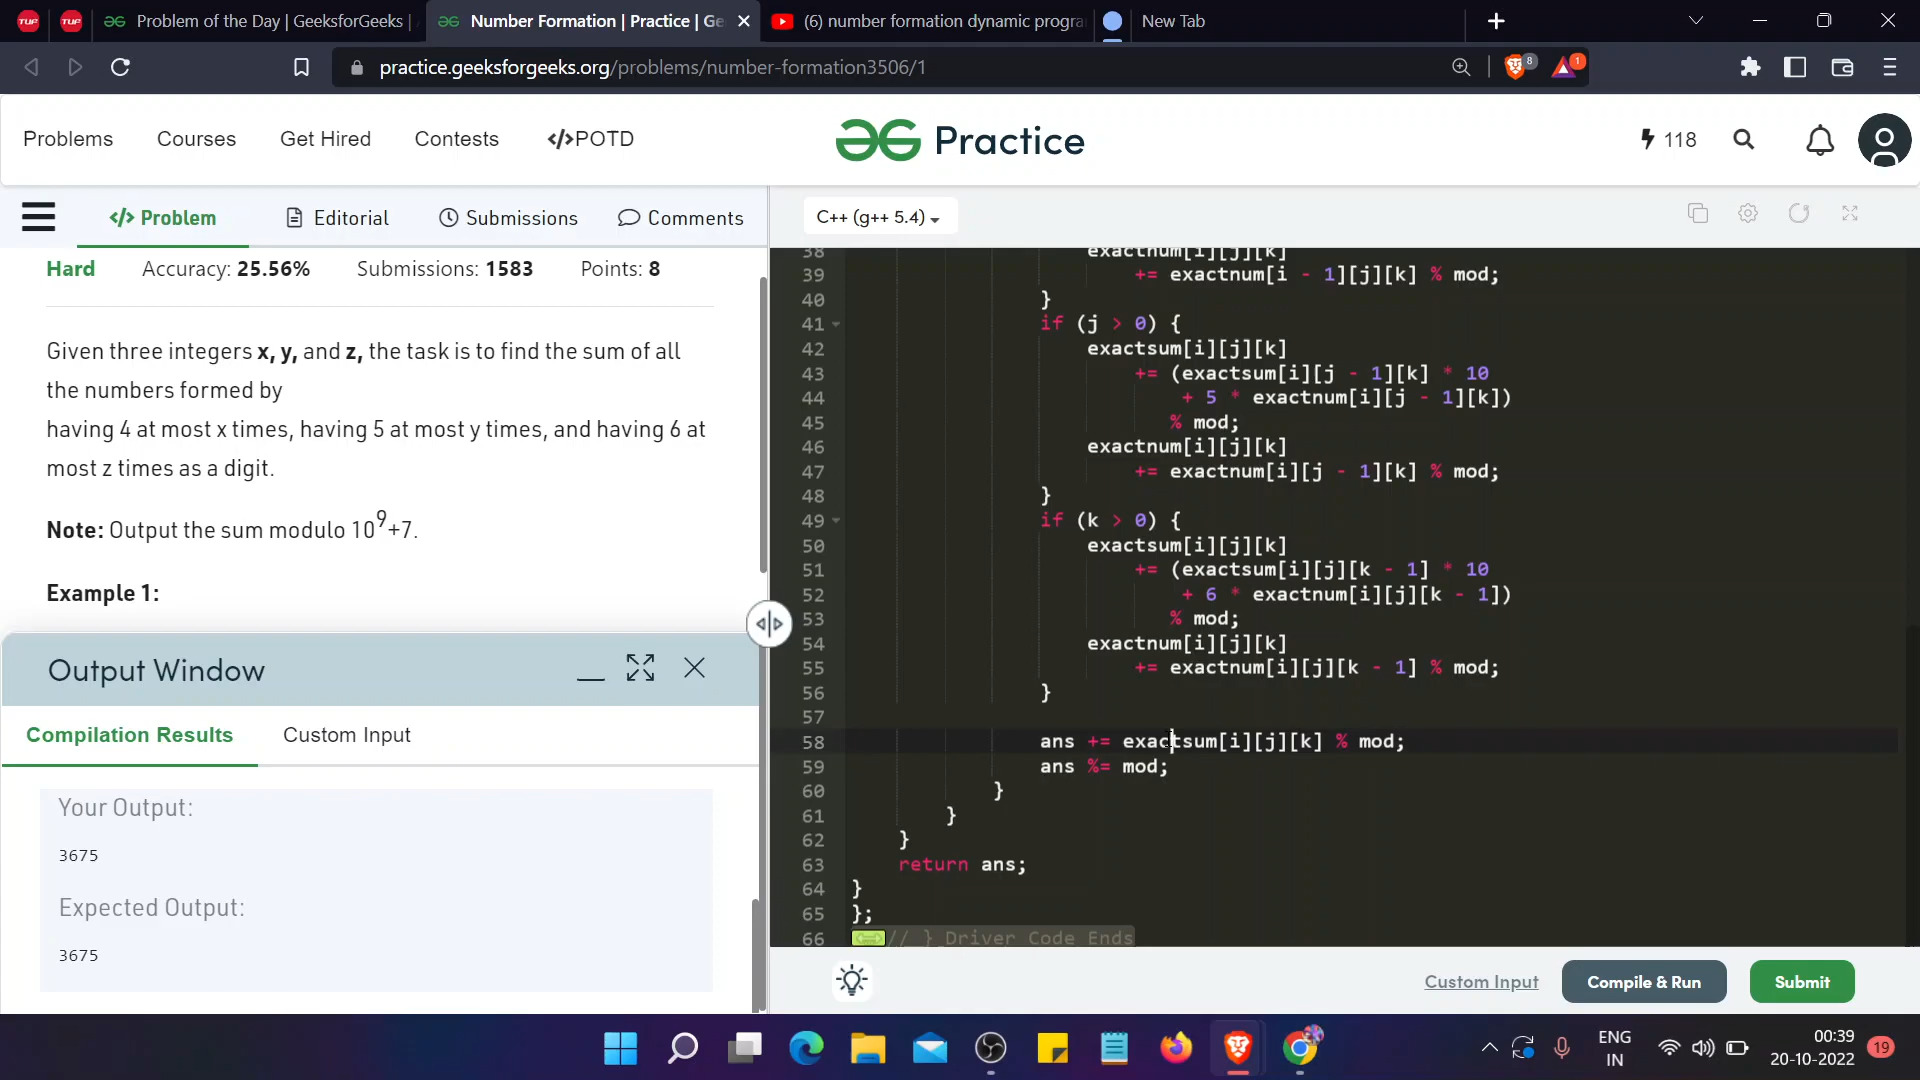 Problem of the Day | GeeksforGeeks |
Number Formation | Practice | Ge
(6) number formation dynamic progra
New Tab
practice.geeksforgeeks.org/problems/number-formation3506/1
8
1
Problems
Courses
Get Hired
Contests
</>POTD
Practice
118
</> Problem
Editorial
Submissions
Comments
C++ (g++ 5.4)
Hard
Accuracy: 25.56%
Submissions: 1583
Points: 8
Given three integers x, y, and z, the task is to find the sum of all
the numbers formed by
having 4 at most x times, having 5 at most y times, and having 6 at
most z times as a digit.
Note: Output the sum modulo 10^9+7.
Example 1:
Output Window
Compilation Results
Custom Input
Your Output:
3675
Expected Output:
3675
38 exactnum[i][j][k]
39 += exactnum[i - 1][j][k] % mod;
40 }
41 if (j > 0) {
42 exactsum[i][j][k]
43 += (exactsum[i][j - 1][k] * 10
44 + 5 * exactnum[i][j - 1][k])
45 % mod;
46 exactnum[i][j][k]
47 += exactnum[i][j - 1][k] % mod;
48 }
49 if (k > 0) {
50 exactsum[i][j][k]
51 += (exactsum[i][j][k - 1] * 10
52 + 6 * exactnum[i][j][k - 1])
53 % mod;
54 exactnum[i][j][k]
55 += exactnum[i][j][k - 1] % mod;
56 }
57
58 ans += exactsum[i][j][k] % mod;
59 ans %= mod;
60 }
61 }
62 }
63 return ans;
64 }
65 };
66 // } Driver Code Ends
Custom Input
Compile & Run
Submit
ENG
IN
00:39
20-10-2022
19